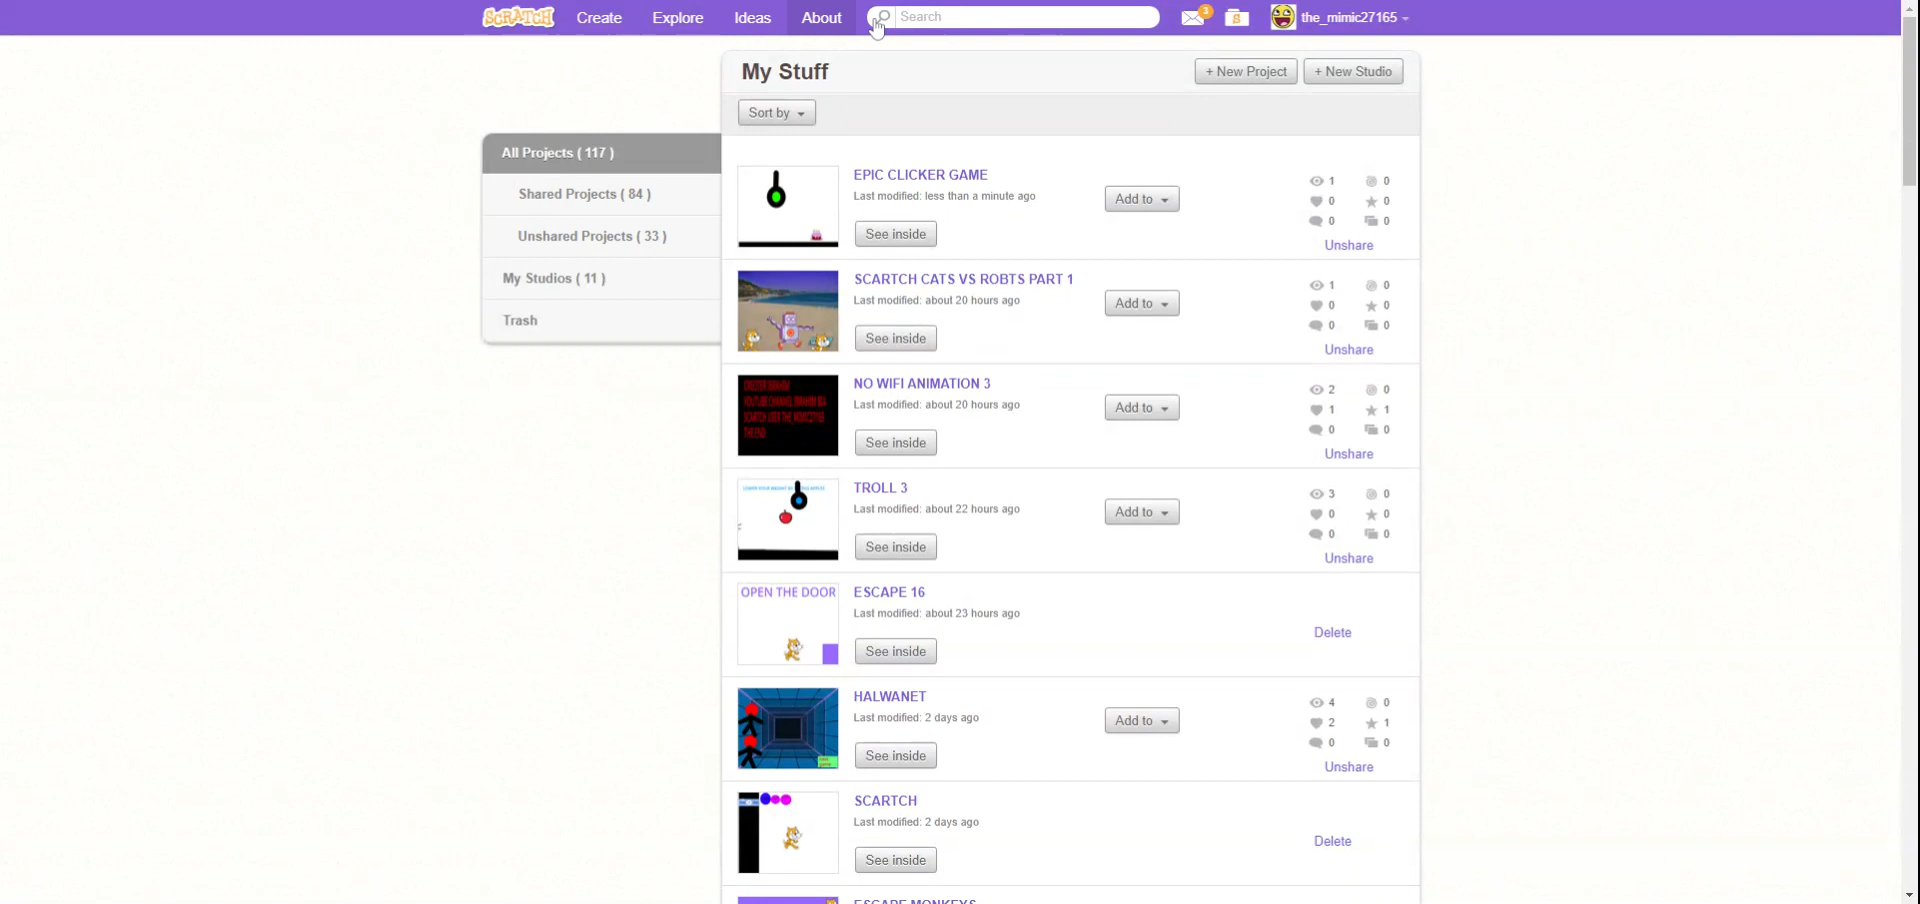 SCRATCH Create Explore Ideas About Search 3 the_mimic27165
My Stuff + New Project + New Studio
Sort by
All Projects ( 117 )
Shared Projects ( 84 )
Unshared Projects ( 33 )
My Studios ( 11 )
Trash
EPIC CLICKER GAME
Last modified: less than a minute ago
See inside
Add to
1 0
0 0
0 0
Unshare
SCARTCH CATS VS ROBTS PART 1
Last modified: about 20 hours ago
See inside
Add to
1 0
0 0
0 0
Unshare
NO WIFI ANIMATION 3
Last modified: about 20 hours ago
See inside
Add to
2 0
1 1
0 0
Unshare
TROLL 3
Last modified: about 22 hours ago
See inside
Add to
3 0
0 0
0 0
Unshare
OPEN THE DOOR
ESCAPE 16
Last modified: about 23 hours ago
See inside
Delete
HALWANET
Last modified: 2 days ago
See inside
Add to
4 0
2 1
0 0
Unshare
SCARTCH
Last modified: 2 days ago
See inside
Delete
ESCAPE MONKEYS